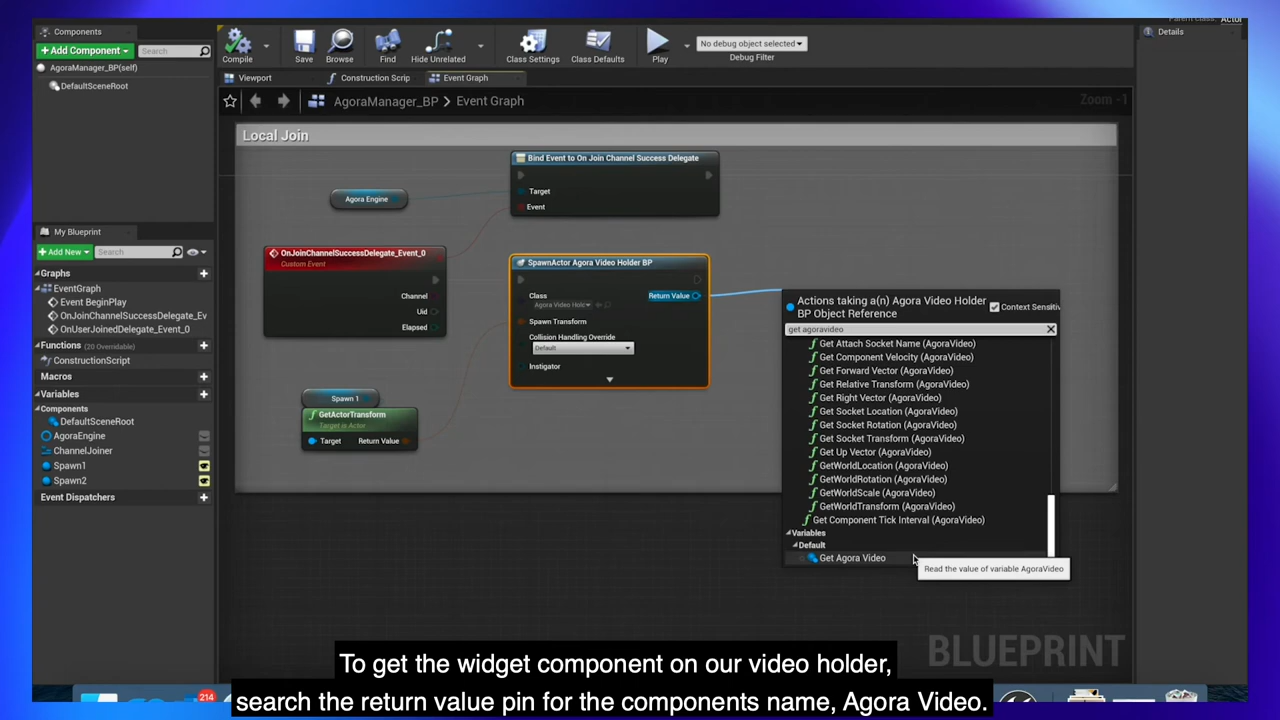 Components
Parent Class: Actor
Details
Add Component
Search
AgoraManager_BP(self)
DefaultSceneRoot
Compile
Save
Browse
Find
Hide Unrelated
Class Settings
Class Defaults
Play
No debug object selected
Debug Filter
Viewport
Construction Scrip
Event Graph
AgoraManager_BP
Event Graph
Zoom -1
Local Join
Bind Event to On Join Channel Success Delegate
Target
Event
Agora Engine
OnJoinChannelSuccessDelegate_Event_0
Custom Event
Channel
Uid
Elapsed
SpawnActor Agora Video Holder BP
Class
Agora Video Holc
Return Value
Spawn Transform
Collision Handling Override
Default
Instigator
Spawn 1
GetActorTransform
Target is Actor
Target
Return Value
Actions taking a(n) Agora Video Holder
BP Object Reference
Context Sensitiv
get agoravideo
Get Attach Socket Name (AgoraVideo)
Get Component Velocity (AgoraVideo)
Get Forward Vector (AgoraVideo)
Get Relative Transform (AgoraVideo)
Get Right Vector (AgoraVideo)
Get Socket Location (AgoraVideo)
Get Socket Rotation (AgoraVideo)
Get Socket Transform (AgoraVideo)
Get Up Vector (AgoraVideo)
GetWorldLocation (AgoraVideo)
GetWorldRotation (AgoraVideo)
GetWorldScale (AgoraVideo)
GetWorldTransform (AgoraVideo)
Get Component Tick Interval (AgoraVideo)
Variables
Default
Get Agora Video
Read the value of variable AgoraVideo
My Blueprint
Add New
Search
Graphs
EventGraph
Event BeginPlay
OnJoinChannelSuccessDelegate_Ev
OnUserJoinedDelegate_Event_0
Functions (20 Overridable)
ConstructionScript
Macros
Variables
Components
DefaultSceneRoot
AgoraEngine
ChannelJoiner
Spawn1
Spawn2
Event Dispatchers
BLUEPRINT
214
To get the widget component on our video holder,
search the return value pin for the components name, Agora Video.